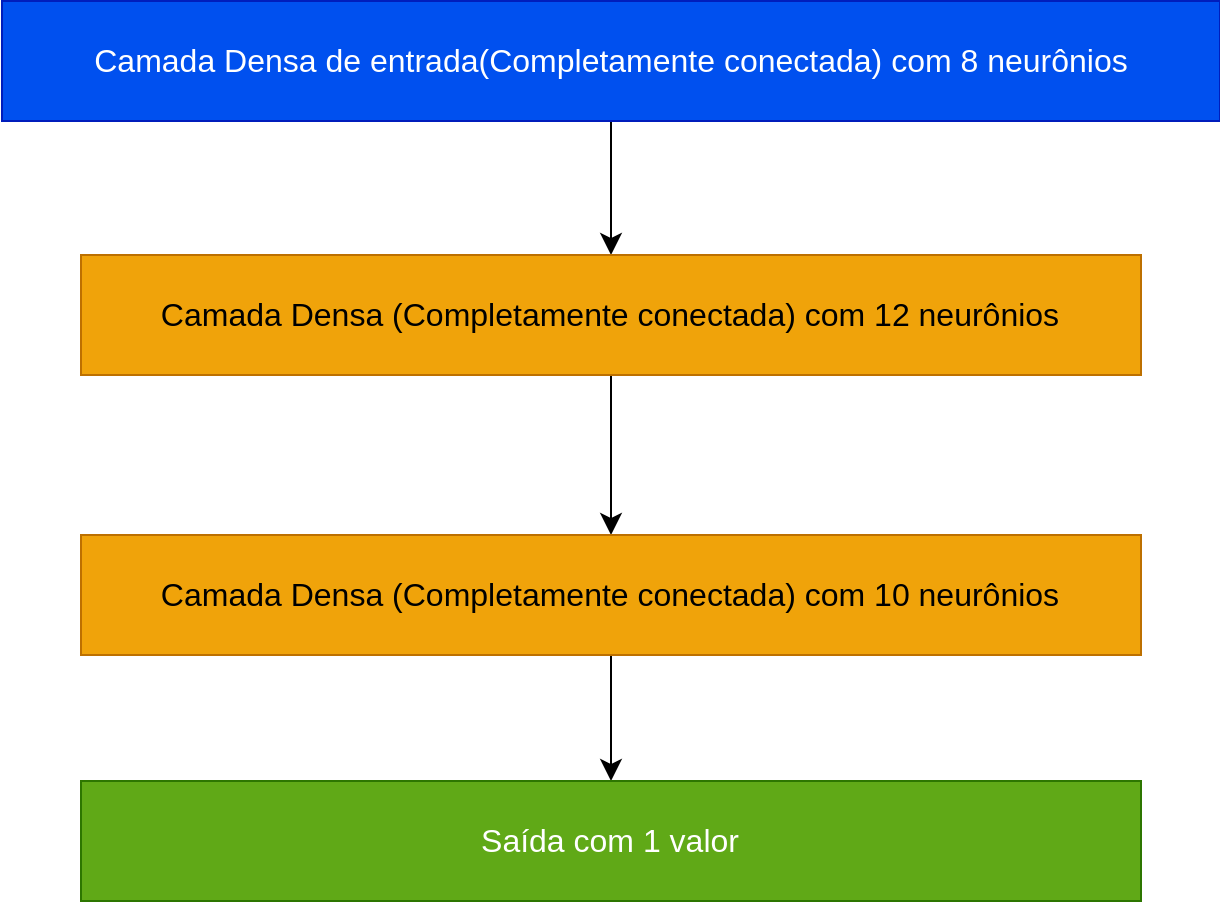 Camada Densa de entrada(Completamente conectada) com 8 neurônios
Camada Densa (Completamente conectada) com 12 neurônios
Camada Densa (Completamente conectada) com 10 neurônios
Saída com 1 valor